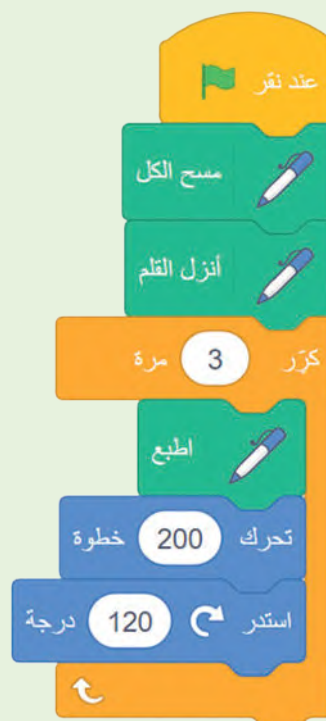 عند نقر
مسح الكل
أنزل القلم
كرّر 3 مرة
اطبع
تحرك 200 خطوة
استدر 120 درجة